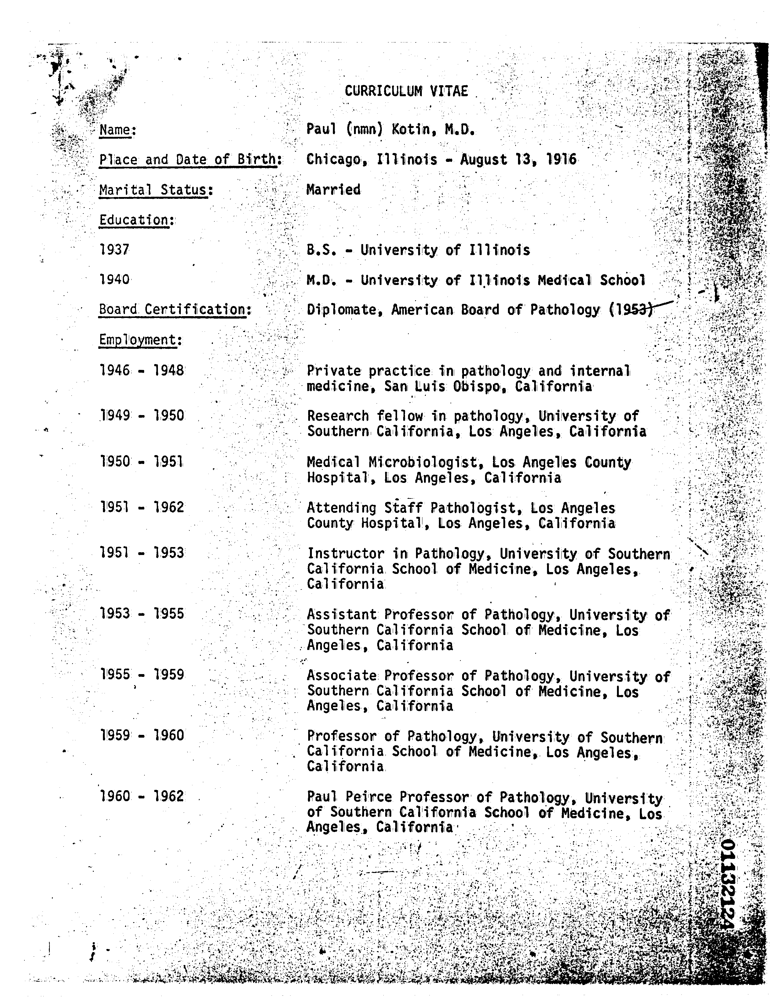 CURRICULUM VITAE
Name: Paul (nmn) Kotin, M.D.
Place and Date of Birth: Chicago, Illinois - August 13, 1916
Marital Status: Married
Education:
1937 B.S. - University of Illinois
1940 M.D. - University of Illinois Medical School
Board Certification: Diplomate, American Board of Pathology (1953)
Employment:
1946 - 1948 Private practice in pathology and internal
medicine, San Luis Obispo, California
1949 - 1950 Research fellow in pathology, University of
Southern California, Los Angeles, California
1950 - 1951 Medical Microbiologist, Los Angeles County
Hospital, Los Angeles, California
1951 - 1962 Attending Staff Pathologist, Los Angeles
County Hospital, Los Angeles, California
1951 - 1953 Instructor in Pathology, University of Southern
California School of Medicine, Los Angeles,
California
1953 - 1955 Assistant Professor of Pathology, University of
Southern California School of Medicine, Los
Angeles, California
1955 - 1959 Associate Professor of Pathology, University of
Southern California School of Medicine, Los
Angeles, California
1959 - 1960 Professor of Pathology, University of Southern
California School of Medicine, Los Angeles,
California
1960 - 1962 Paul Peirce Professor of Pathology, University
of Southern California School of Medicine, Los
Angeles, California
01132124